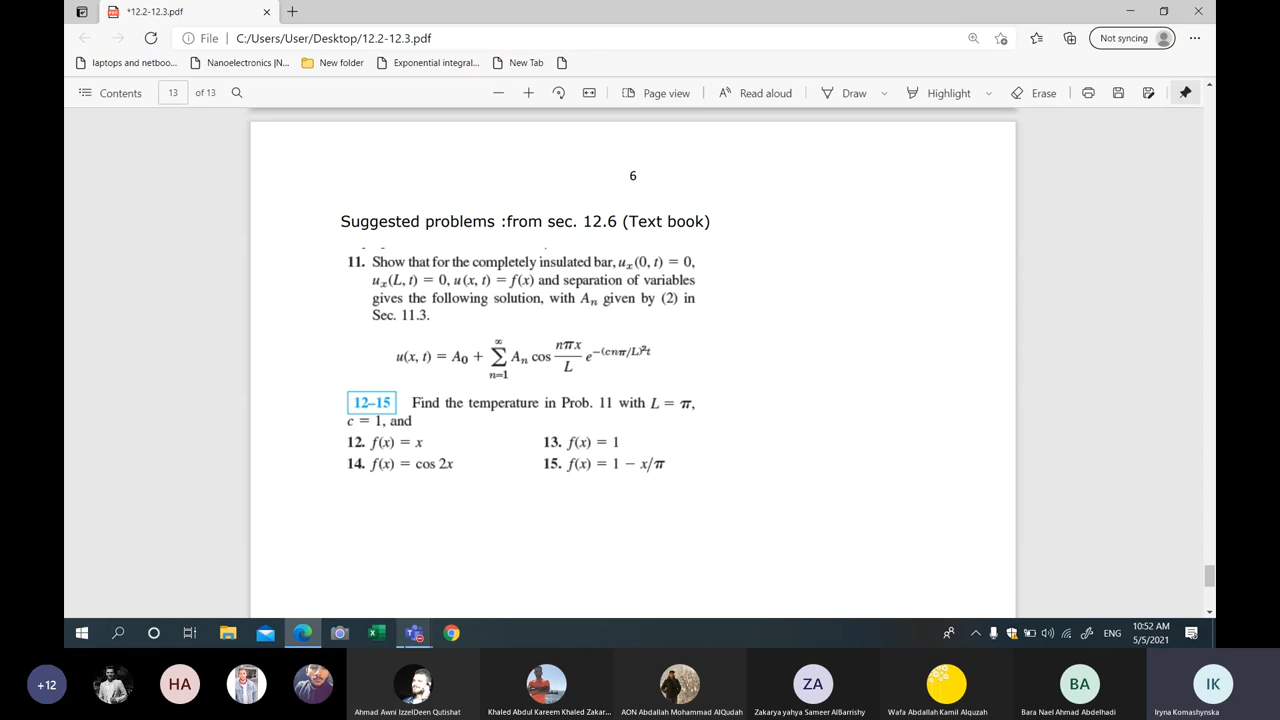 *12.2-12.3.pdf
File
C:/Users/User/Desktop/12.2-12.3.pdf
Not syncing
laptops and netboo...
Nanoelectronics |N...
New folder
Exponential integral...
New Tab
Contents
13
of 13
Page view
Read aloud
Draw
Highlight
Erase
6
Suggested problems :from sec. 12.6 (Text book)
11. Show that for the completely insulated bar, uₓ(0, t) = 0,
uₓ(L, t) = 0, u(x, t) = f(x) and separation of variables
gives the following solution, with Aₙ given by (2) in
Sec. 11.3.
u(x, t) = A₀ + ∑_{n=1}^{∞} Aₙ cos (nπx/L) e^{−(cnπ/L)²t}
12–15 Find the temperature in Prob. 11 with L = π,
c = 1, and
12. f(x) = x 13. f(x) = 1
14. f(x) = cos 2x 15. f(x) = 1 − x/π
ENG
10:52 AM
5/5/2021
+12
HA
ZA
BA
IK
Ahmad Awni IzzelDeen Qutishat
Khaled Abdul Kareem Khaled Zakar...
AON Abdallah Mohammad AlQudah
Zakarya yahya Sameer AlBarrishy
Wafa Abdallah Kamil Alquzah
Bara Nael Ahmad Abdelhadi
Iryna Komashynska